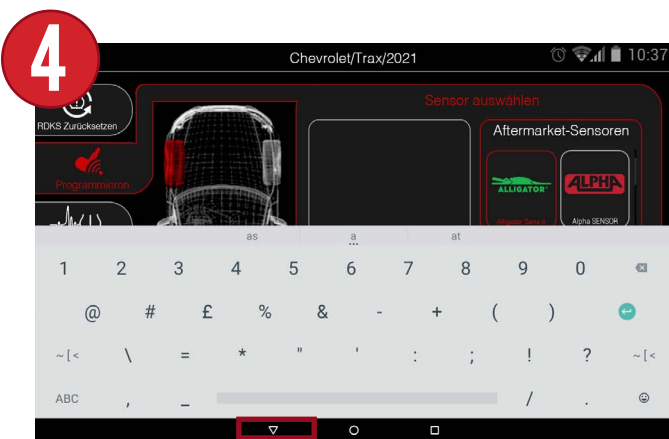 4
Chevrolet/Trax/2021
10:37
Sensor auswählen
RDKS Zurücksetzen
Aftermarket-Sensoren
Programmieren
ALLIGATOR
ALPHA
Alpha SENSOR
as a at
1 2 3 4 5 6 7 8 9 0
@ # £ % & - + ( )
~ [ < \ = * " ' : ; ! ? ~ [ <
ABC , _ / .